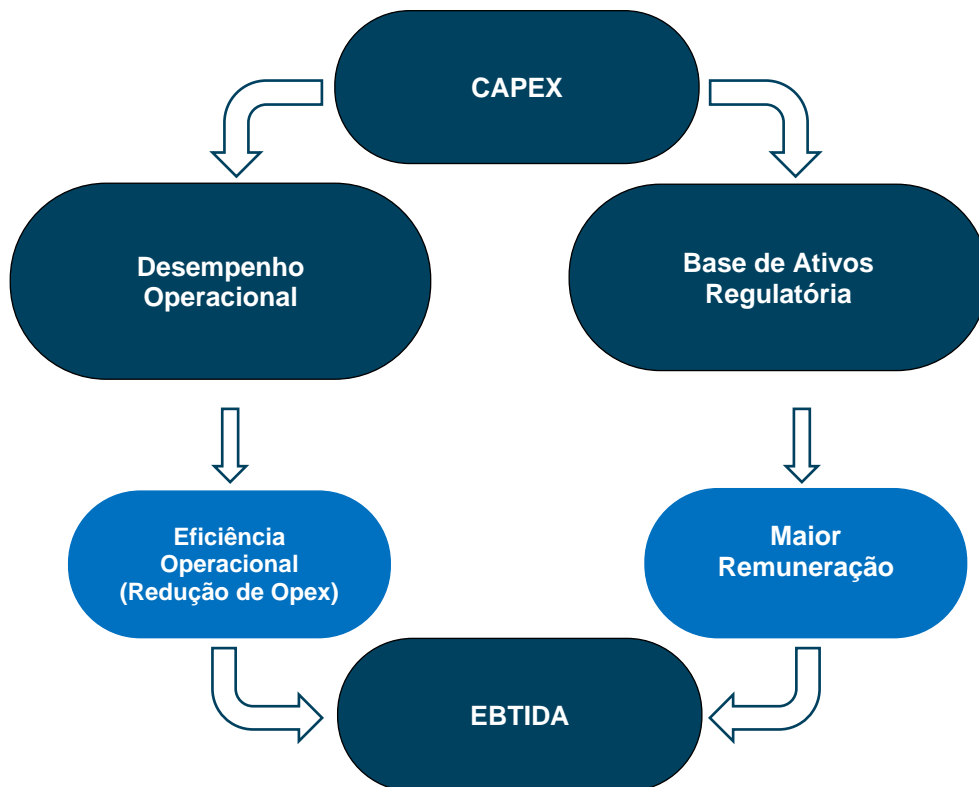 CAPEX
Desempenho
Operacional
Base de Ativos
Regulatória
Eficiência
Operacional
(Redução de Opex)
Maior
Remuneração
EBTIDA